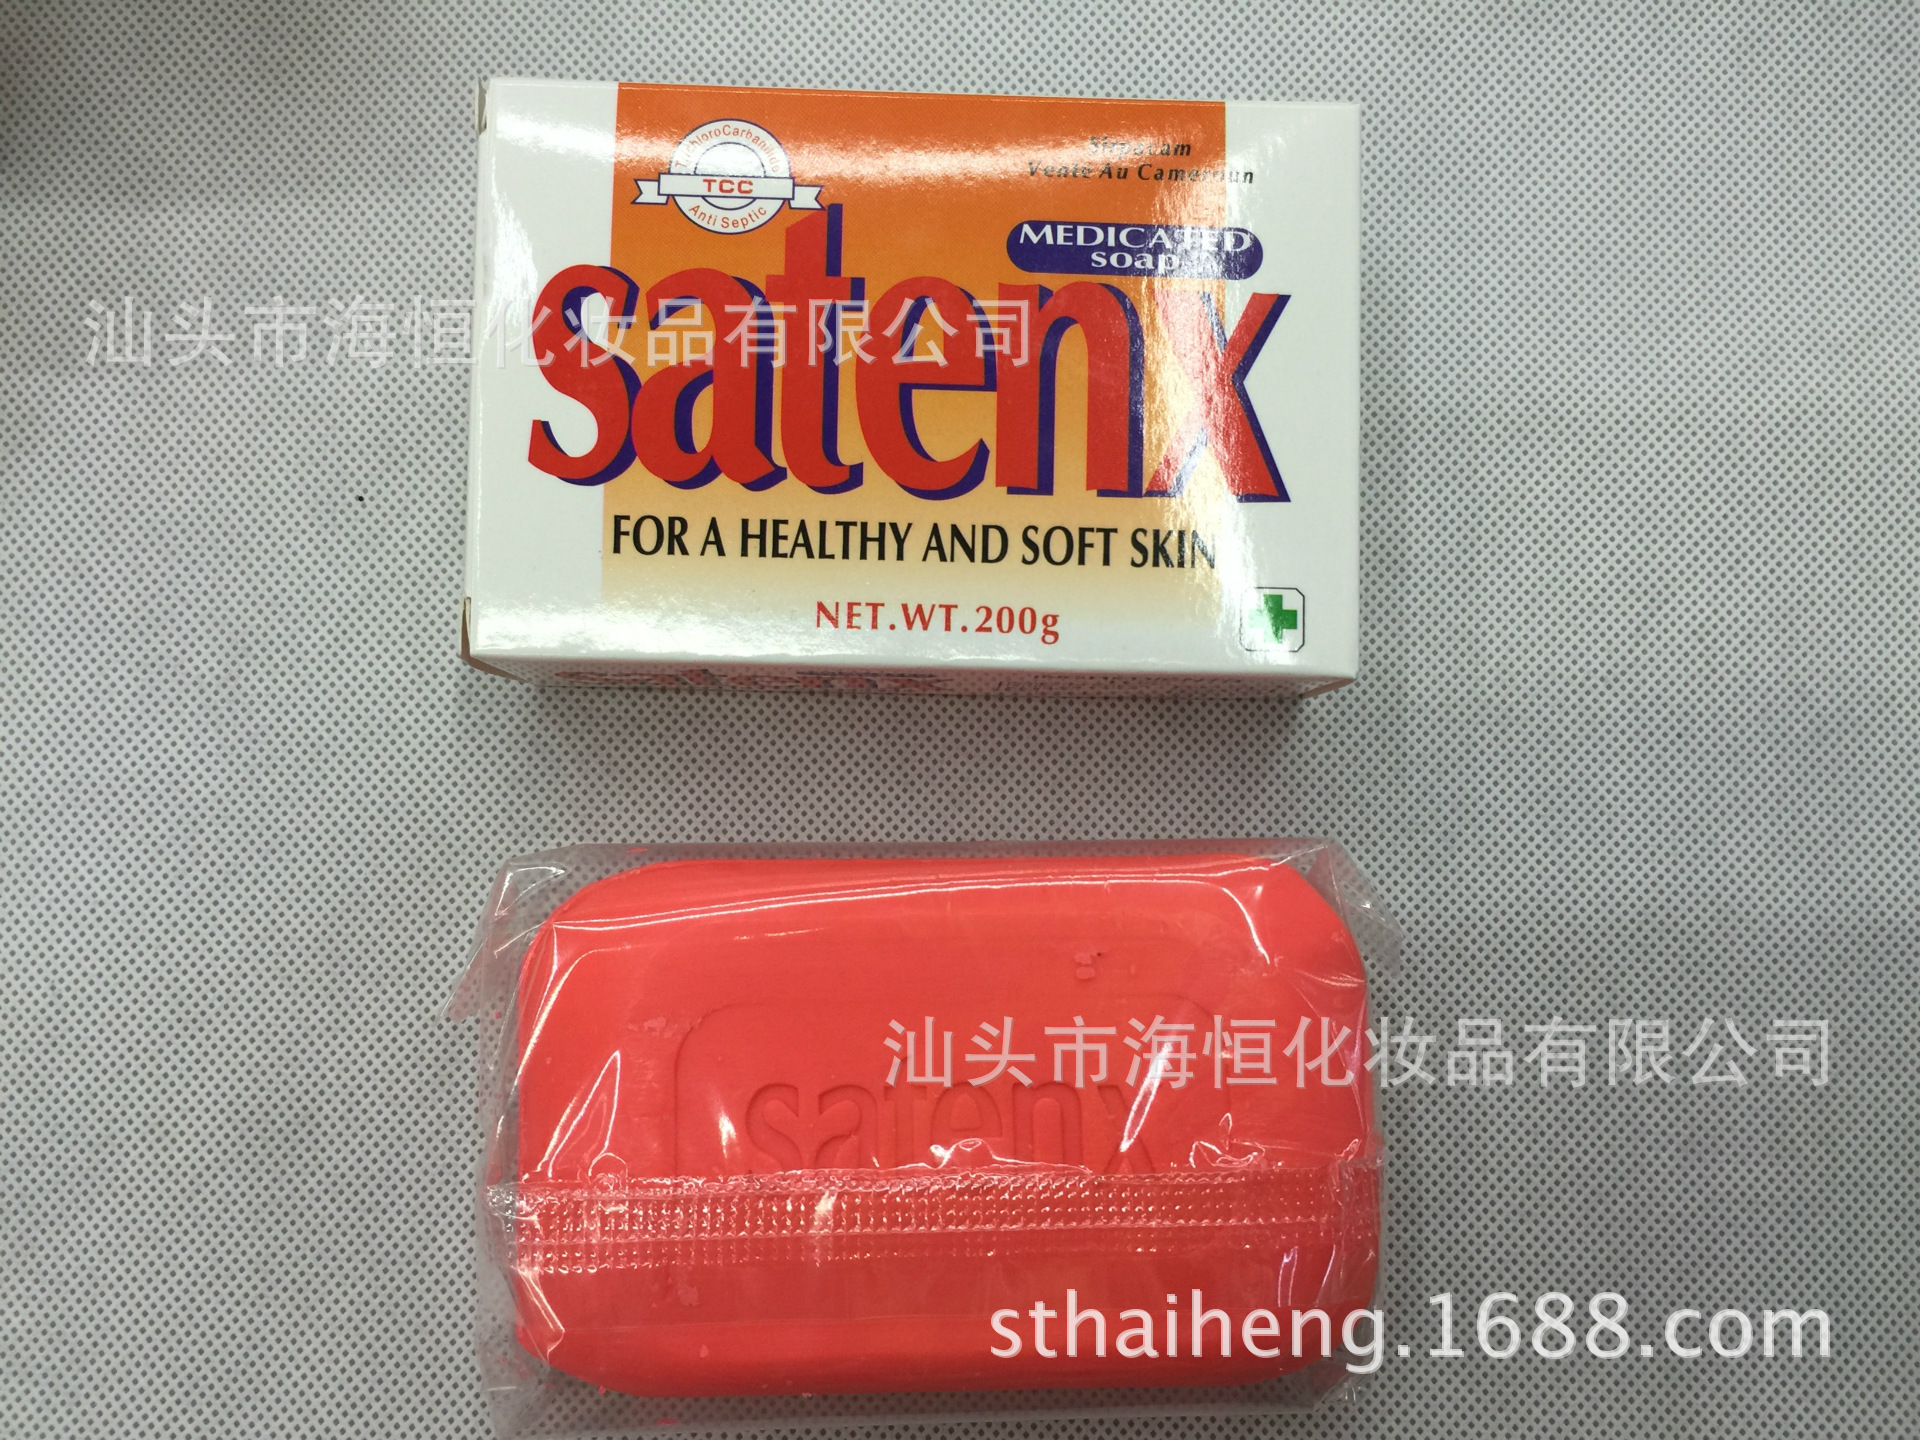 TrichloroCarbanilide
TCC
Anti Septic
Vente Au Cameroun
MEDICATED
soap
satenx
汕头市海恒化妆品有限公司
FOR A HEALTHY AND SOFT SKIN
NET.WT.200g
汕头市海恒化妆品有限公司
satenx
sthaiheng.1688.com